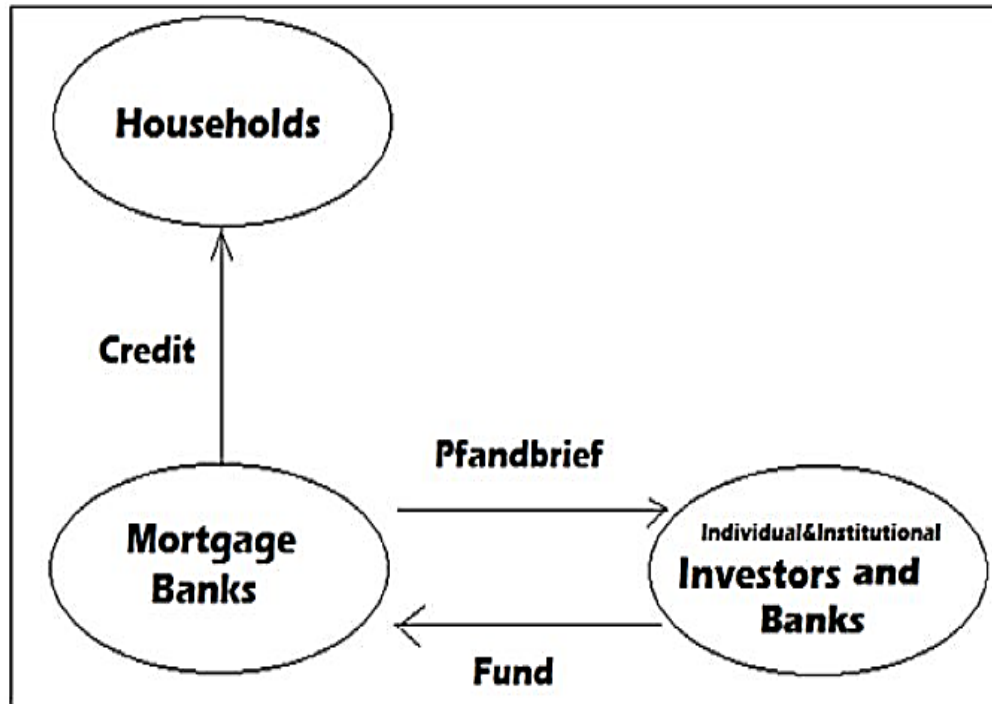 Households
Credit
Pfandbrief
Mortgage
Banks
Individual&Institutional
Investors and
Banks
Fund